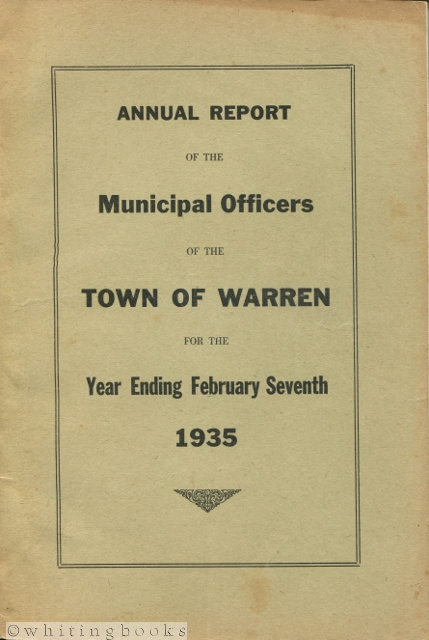 ANNUAL REPORT
OF THE
Municipal Officers
OF THE
TOWN OF WARREN
FOR THE
Year Ending February Seventh
1935
©whitingbooks